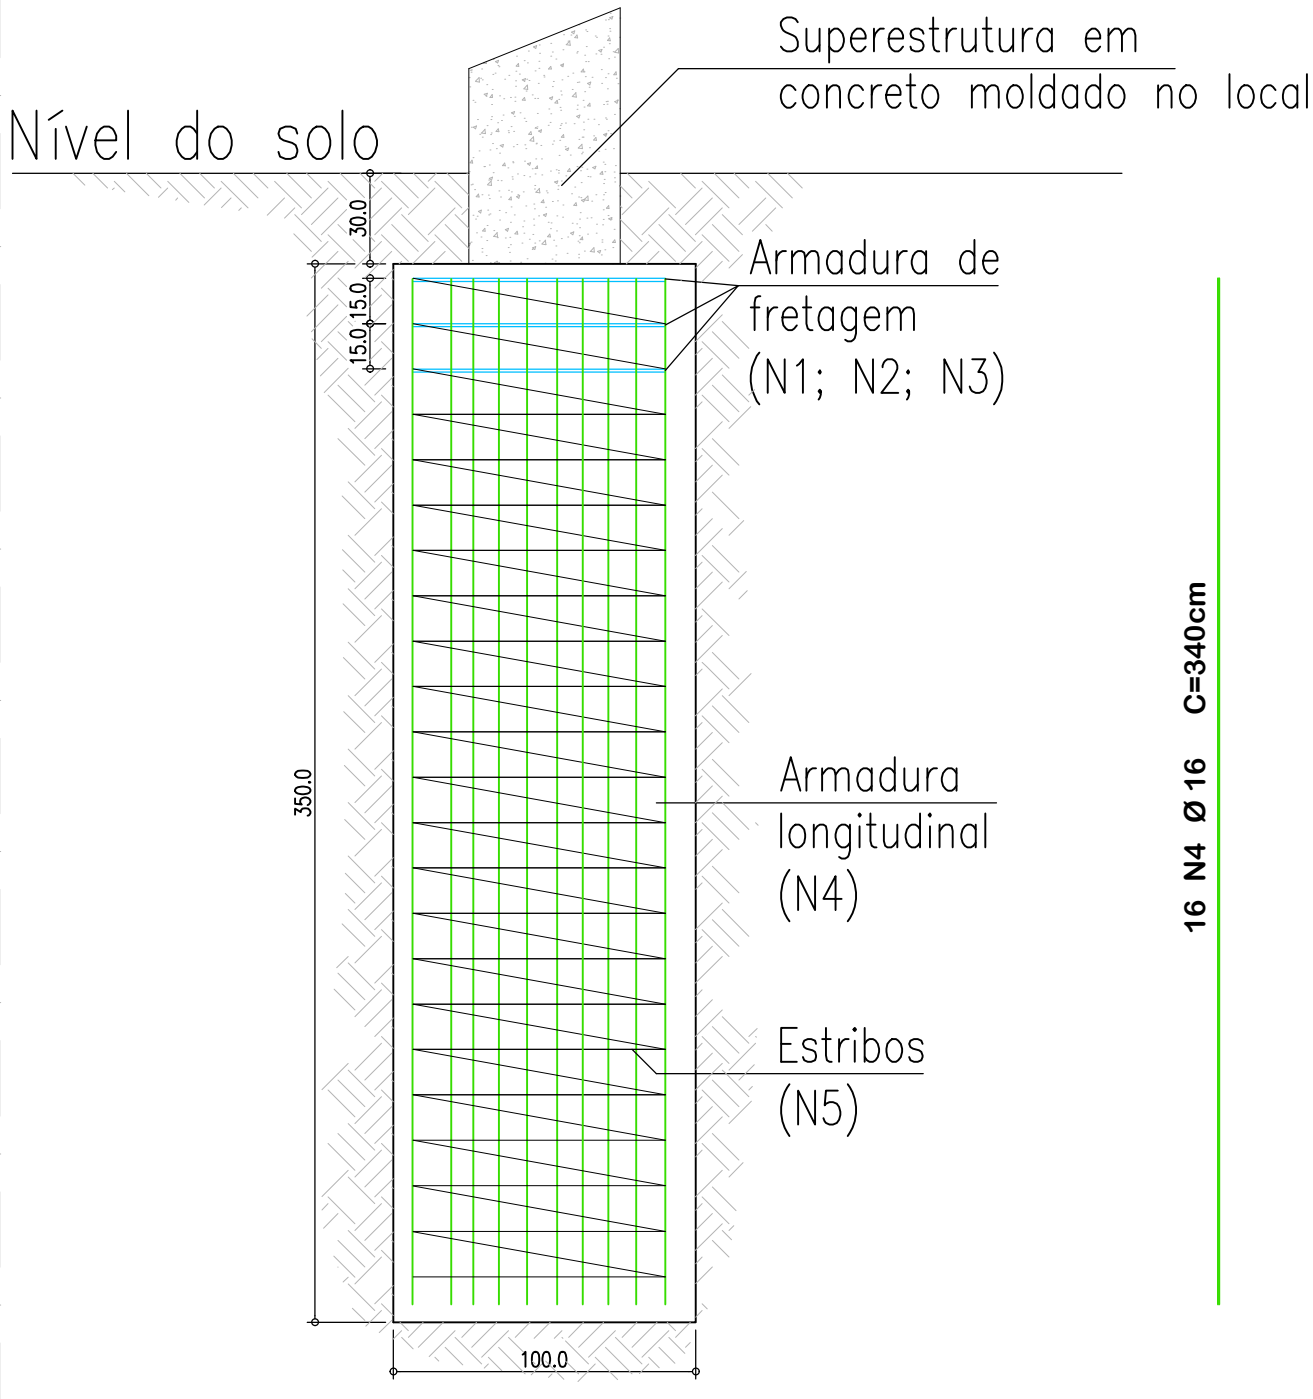 Superestrutura em
concreto moldado no local
Nível do solo
30.0
Armadura de
fretagem
(N1; N2; N3)
15.0
15.0
350.0
16 N4 Ø 16 C=340cm
Armadura
longitudinal
(N4)
Estribos
(N5)
100.0